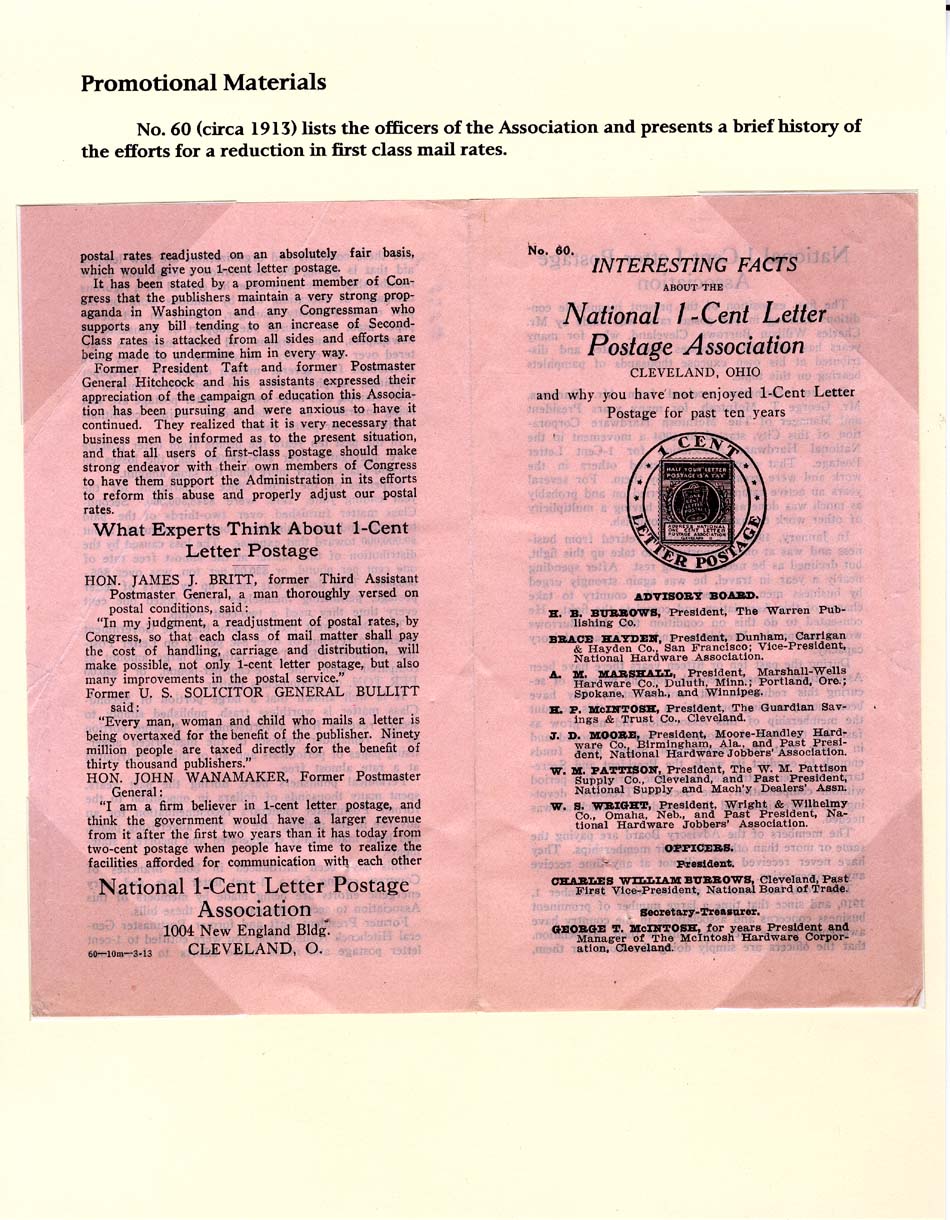 Promotional Materials
No. 60 (circa 1913) lists the officers of the Association and presents a brief history of
the efforts for a reduction in first class mail rates.
postal rates readjusted on an absolutely fair basis,
which would give you 1-cent letter postage.
It has been stated by a prominent member of Con-
gress that the publishers maintain a very strong prop-
aganda in Washington and any Congressman who
supports any bill tending to an increase of Second-
Class rates is attacked from all sides and efforts are
being made to undermine him in every way.
Former President Taft and former Postmaster
General Hitchcock and his assistants expressed their
appreciation of the campaign of education this Associa-
tion has been pursuing and were anxious to have it
continued. They realized that it is very necessary that
business men be informed as to the present situation,
and that all users of first-class postage should make
strong endeavor with their own members of Congress
to have them support the Administration in its efforts
to reform this abuse and properly adjust our postal
rates.
What Experts Think About 1-Cent
Letter Postage
HON. JAMES J. BRITT, former Third Assistant
Postmaster General, a man thoroughly versed on
postal conditions, said:
"In my judgment, a readjustment of postal rates, by
Congress, so that each class of mail matter shall pay
the cost of handling, carriage and distribution, will
make possible, not only 1-cent letter postage, but also
many improvements in the postal service."
Former U. S. SOLICITOR GENERAL BULLITT
said:
"Every man, woman and child who mails a letter is
being overtaxed for the benefit of the publisher. Ninety
million people are taxed directly for the benefit of
thirty thousand publishers."
HON. JOHN WANAMAKER, Former Postmaster
General:
"I am a firm believer in 1-cent letter postage, and
think the government would have a larger revenue
from it after the first two years than it has today from
two-cent postage when people have time to realize the
facilities afforded for communication with each other
National 1-Cent Letter Postage
Association
1004 New England Bldg.
CLEVELAND, O.
60—10m—3-13
No. 60.
INTERESTING FACTS
ABOUT THE
National 1-Cent Letter
Postage Association
CLEVELAND, OHIO
and why you have not enjoyed 1-Cent Letter
Postage for past ten years
1 CENT
HALF YOUR LETTER
POSTAGE IS A TAX
ADDRESS NATIONAL
ONE CENT LETTER
POSTAGE ASSOCIATION
CLEVELAND O
LETTER POSTAGE
ADVISORY BOARD.
H. B. BURROWS, President, The Warren Pub-
lishing Co.
BRACE HAYDEN, President, Dunham, Carrigan
& Hayden Co., San Francisco; Vice-President,
National Hardware Association.
A. M. MARSHALL, President, Marshall-Wells
Hardware Co., Duluth, Minn.; Portland, Ore.;
Spokane, Wash., and Winnipeg.
H. P. McINTOSH, President, The Guardian Sav-
ings & Trust Co., Cleveland.
J. D. MOORE, President, Moore-Handley Hard-
ware Co., Birmingham, Ala., and Past Presi-
dent, National Hardware Jobbers' Association.
W. M. PATTISON, President, The W. M. Pattison
Supply Co., Cleveland, and Past President,
National Supply and Mach'y Dealers' Assn.
W. S. WRIGHT, President, Wright & Wilhelmy
Co., Omaha, Neb., and Past President, Na-
tional Hardware Jobbers' Association.
OFFICERS.
President.
CHARLES WILLIAM BURROWS, Cleveland, Past
First Vice-President, National Board of Trade.
Secretary-Treasurer.
GEORGE T. McINTOSH, for years President and
Manager of The McIntosh Hardware Corpor-
ation, Cleveland.